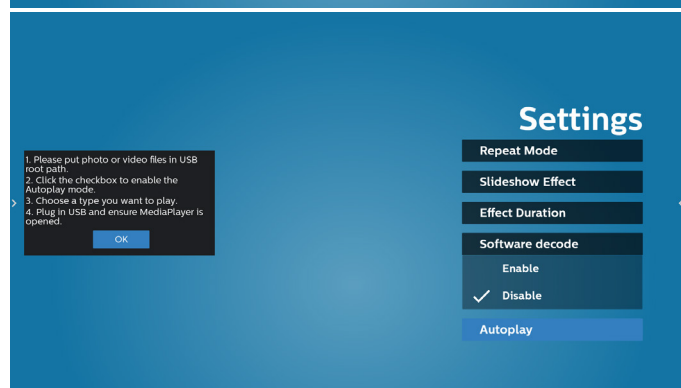 Settings
1. Please put photo or video files in USB
root path.
2. Click the checkbox to enable the
Autoplay mode.
3. Choose a type you want to play.
4. Plug in USB and ensure MediaPlayer is
opened.
OK
Repeat Mode
Slideshow Effect
Effect Duration
Software decode
Enable
Disable
Autoplay